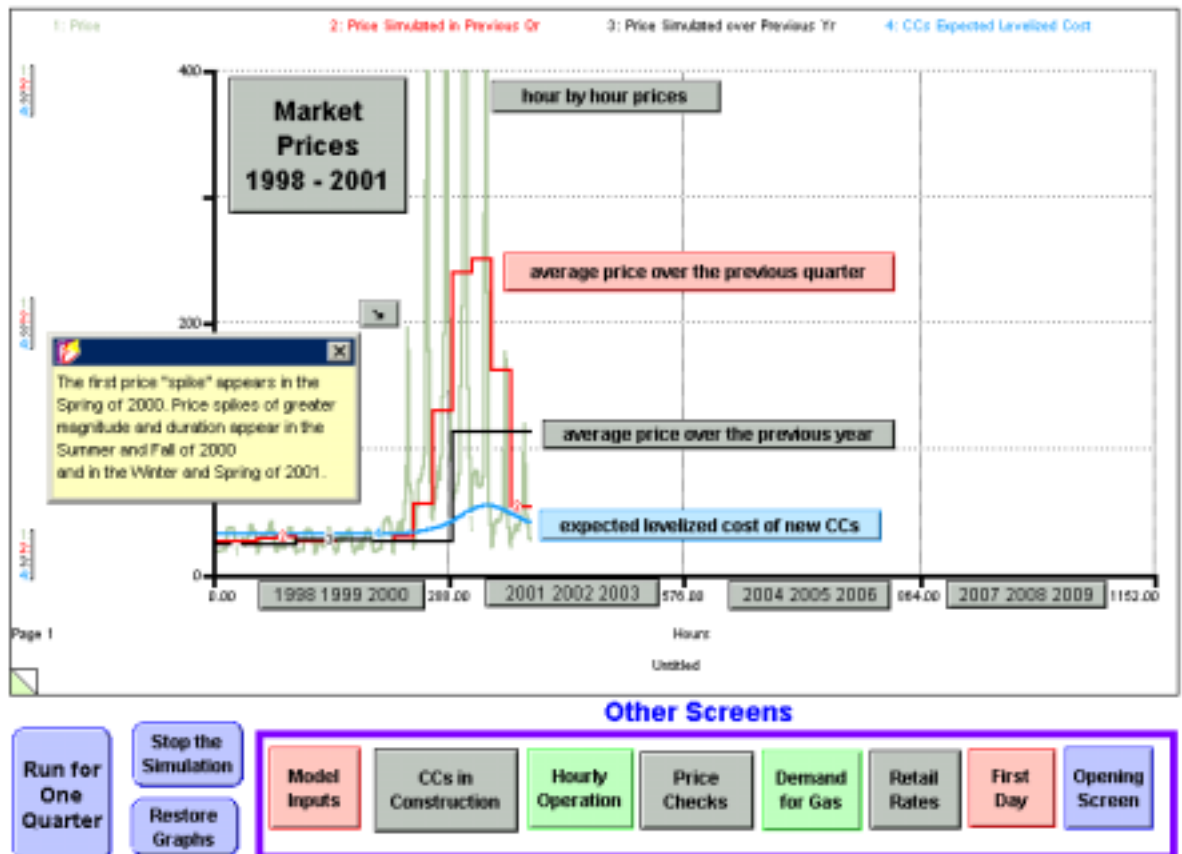 1: Price 2: Price Simulated in Previous Qr 3: Price Simulated over Previous Yr 4: CCs Expected Levelized Cost
400
Market
Prices
1998 - 2001
hour by hour prices
average price over the previous quarter
200
The first price "spike" appears in the
Spring of 2000. Price spikes of greater
magnitude and duration appear in the
Summer and Fall of 2000
and in the Winter and Spring of 2001.
average price over the previous year
expected levelized cost of new CCs
0
0.00 1998 1999 2000 288.00 2001 2002 2003 576.00 2004 2005 2006 864.00 2007 2008 2009 1152.00
Page 1
Hours
Untitled
Other Screens
Run for
One
Quarter
Stop the
Simulation
Restore
Graphs
Model
Inputs
CCs in
Construction
Hourly
Operation
Price
Checks
Demand
for Gas
Retail
Rates
First
Day
Opening
Screen